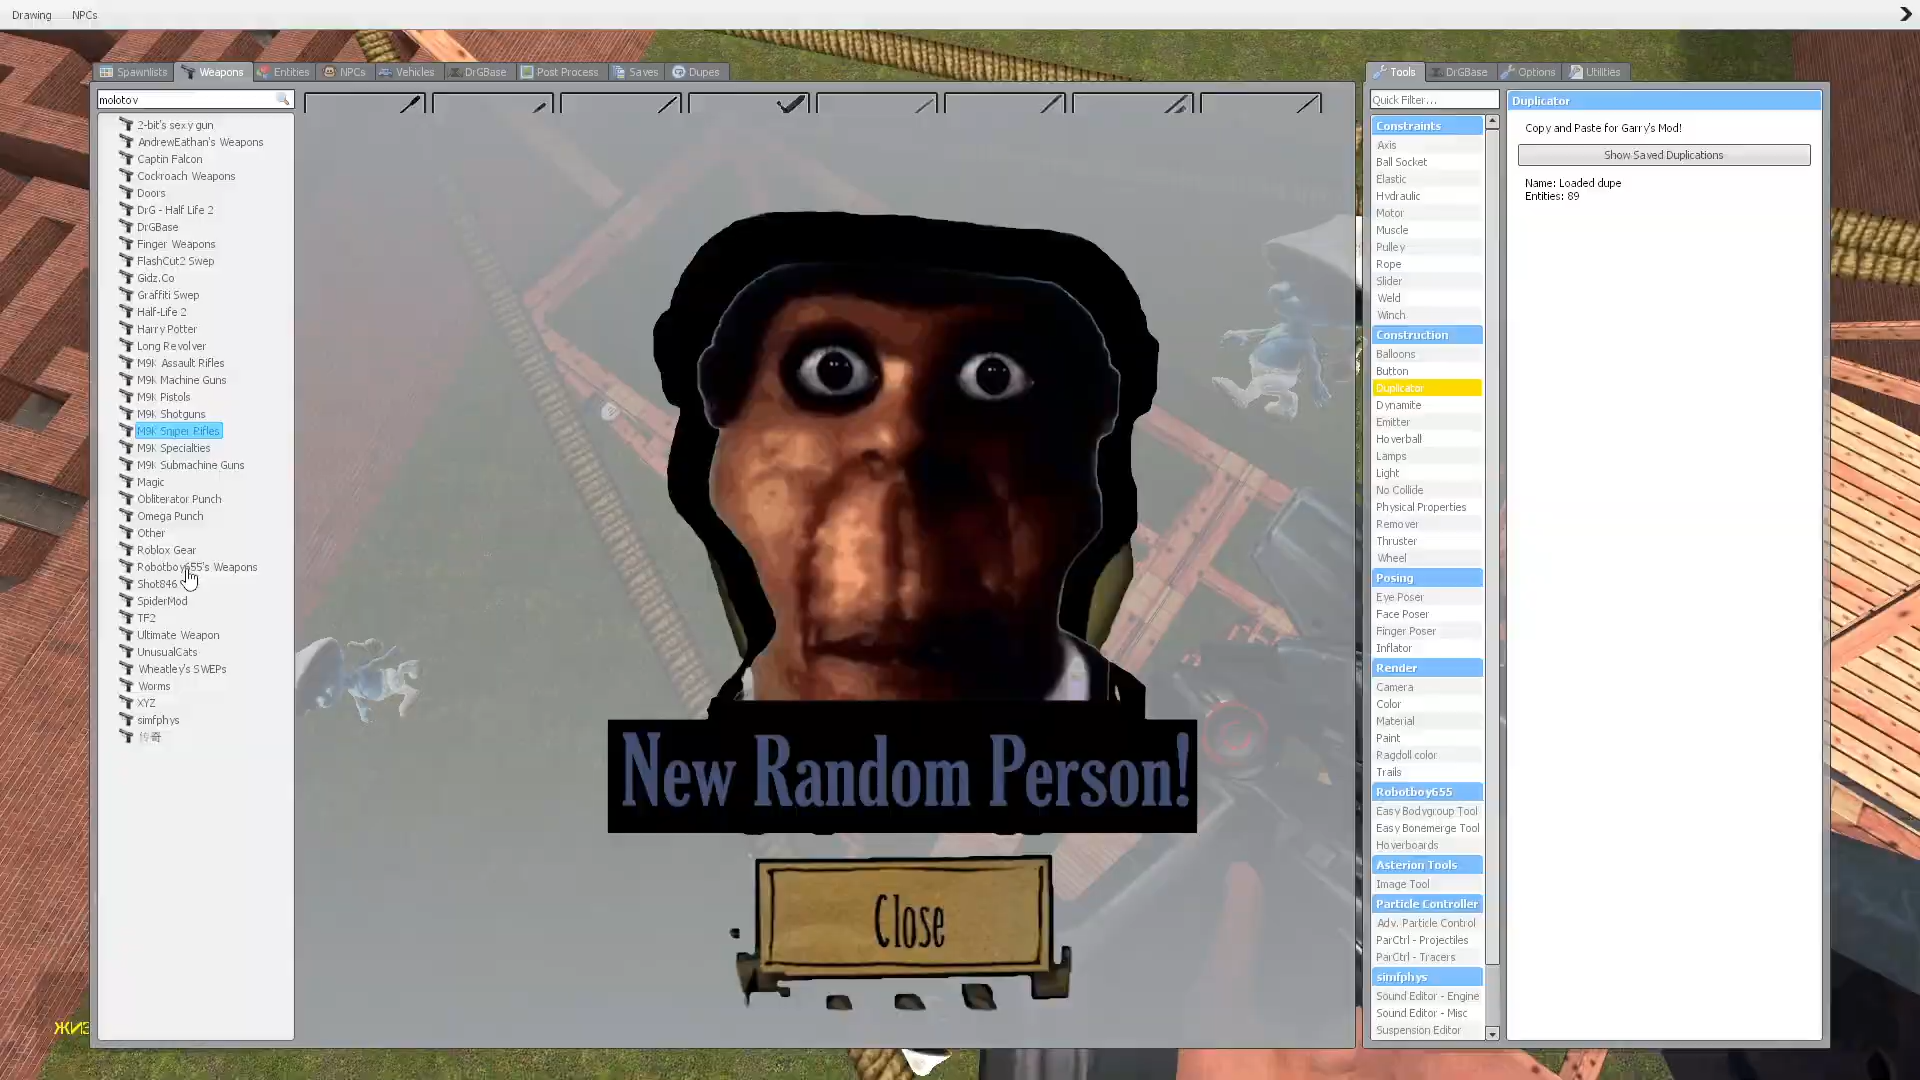 Drawing NPCs
Spawnlists Weapons Entities NPCs Vehicles DrGBase Post Process Saves Dupes
molotov
2-bit's sexy gun
AndrewEathan's Weapons
Captin Falcon
Cockroach Weapons
Doors
DrG - Half Life 2
DrGBase
Finger Weapons
FlashCut2 Swep
Gidz.Co
Graffiti Swep
Half-Life 2
Harry Potter
Long Revolver
M9K Assault Rifles
M9K Machine Guns
M9K Pistols
M9K Shotguns
M9K Sniper Rifles
M9K Specialties
M9K Submachine Guns
Magic
Obliterator Punch
Omega Punch
Other
Roblox Gear
Robotboy655's Weapons
Shot846
SpiderMod
TF2
Ultimate Weapon
UnusualCats
Wheatley's SWEPs
Worms
XYZ
simfphys
传奇
New Random Person!
Close
Tools DrGBase Options Utilities
Quick Filter...
Constraints
Axis
Ball Socket
Elastic
Hydraulic
Motor
Muscle
Pulley
Rope
Slider
Weld
Winch
Construction
Balloons
Button
Duplicator
Dynamite
Emitter
Hoverball
Lamps
Light
No Collide
Physical Properties
Remover
Thruster
Wheel
Posing
Eye Poser
Face Poser
Finger Poser
Inflator
Render
Camera
Color
Material
Paint
Ragdoll color
Trails
Robotboy655
Easy Bodygroup Tool
Easy Bonemerge Tool
Hoverboards
Asterion Tools
Image Tool
Particle Controller
Adv. Particle Control
ParCtrl - Projectiles
ParCtrl - Tracers
simfphys
Sound Editor - Engine
Sound Editor - Misc
Suspension Editor
Duplicator
Copy and Paste for Garry's Mod!
Show Saved Duplications
Name: Loaded dupe
Entities: 89